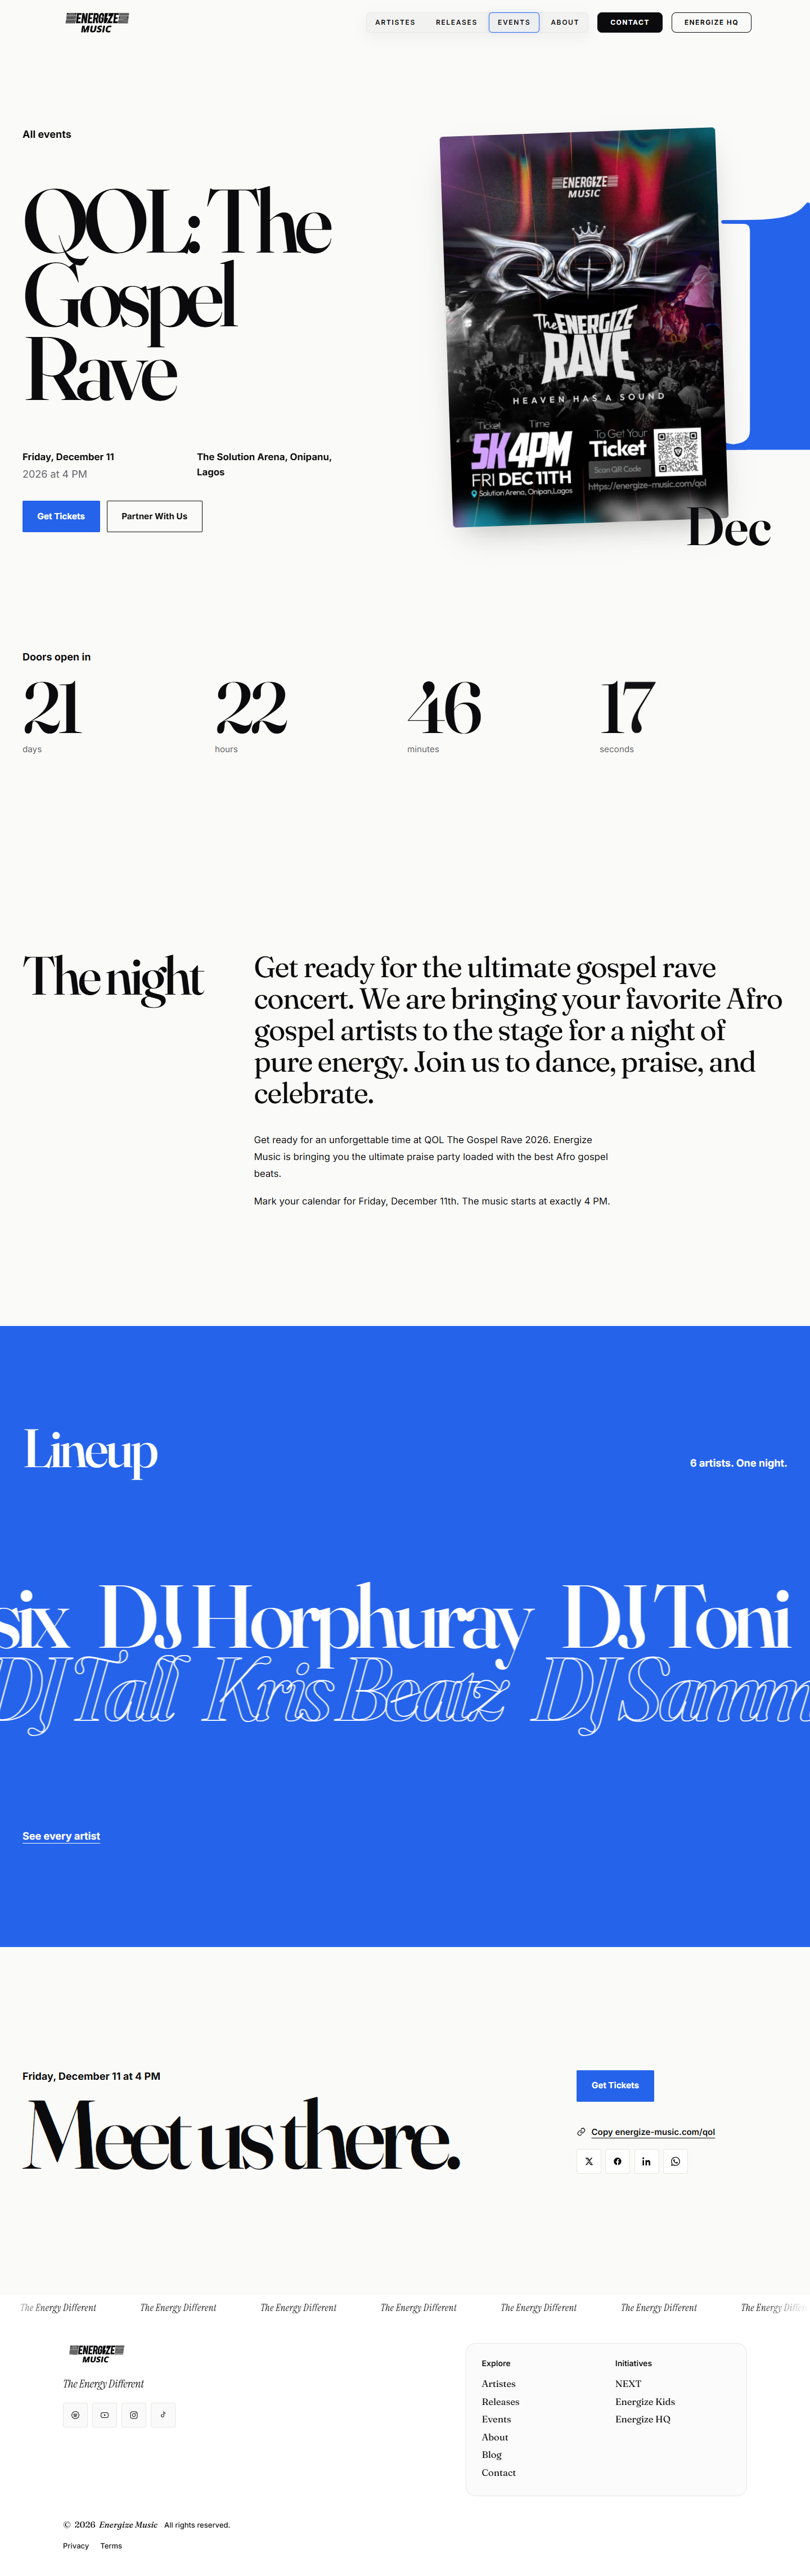 ENERGIZE
MUSIC
ARTISTES RELEASES EVENTS ABOUT CONTACT ENERGIZE HQ
All events
QOL: The
Gospel
Rave
Friday, December 11
2026 at 4 PM
The Solution Arena, Onipanu,
Lagos
Get Tickets Partner With Us
ENERGIZE
MUSIC
QOL
The ENERGIZE
RAVE
HEAVEN HAS A SOUND
Ticket Time
5K 4PM
FRI DEC 11TH
Solution Arena, Onipan, Lagos
To Get Your
Ticket
Scan QR Code
https://energize-music.com/qol
Dec
Doors open in
21 22 46 17
days hours minutes seconds
The night
Get ready for the ultimate gospel rave
concert. We are bringing your favorite Afro
gospel artists to the stage for a night of
pure energy. Join us to dance, praise, and
celebrate.
Get ready for an unforgettable time at QOL The Gospel Rave 2026. Energize
Music is bringing you the ultimate praise party loaded with the best Afro gospel
beats.
Mark your calendar for Friday, December 11th. The music starts at exactly 4 PM.
Lineup
6 artists. One night.
six DJ Horphuray DJ Toni
DJ Tall Kris Beatz DJ Samm
See every artist
Friday, December 11 at 4 PM
Meet us there.
Get Tickets
Copy energize-music.com/qol
The Energy Different The Energy Different The Energy Different The Energy Different The Energy Different The Energy Different The Energy Differen
ENERGIZE
MUSIC
The Energy Different
Explore
Artistes
Releases
Events
About
Blog
Contact
Initiatives
NEXT
Energize Kids
Energize HQ
© 2026 Energize Music All rights reserved.
Privacy Terms